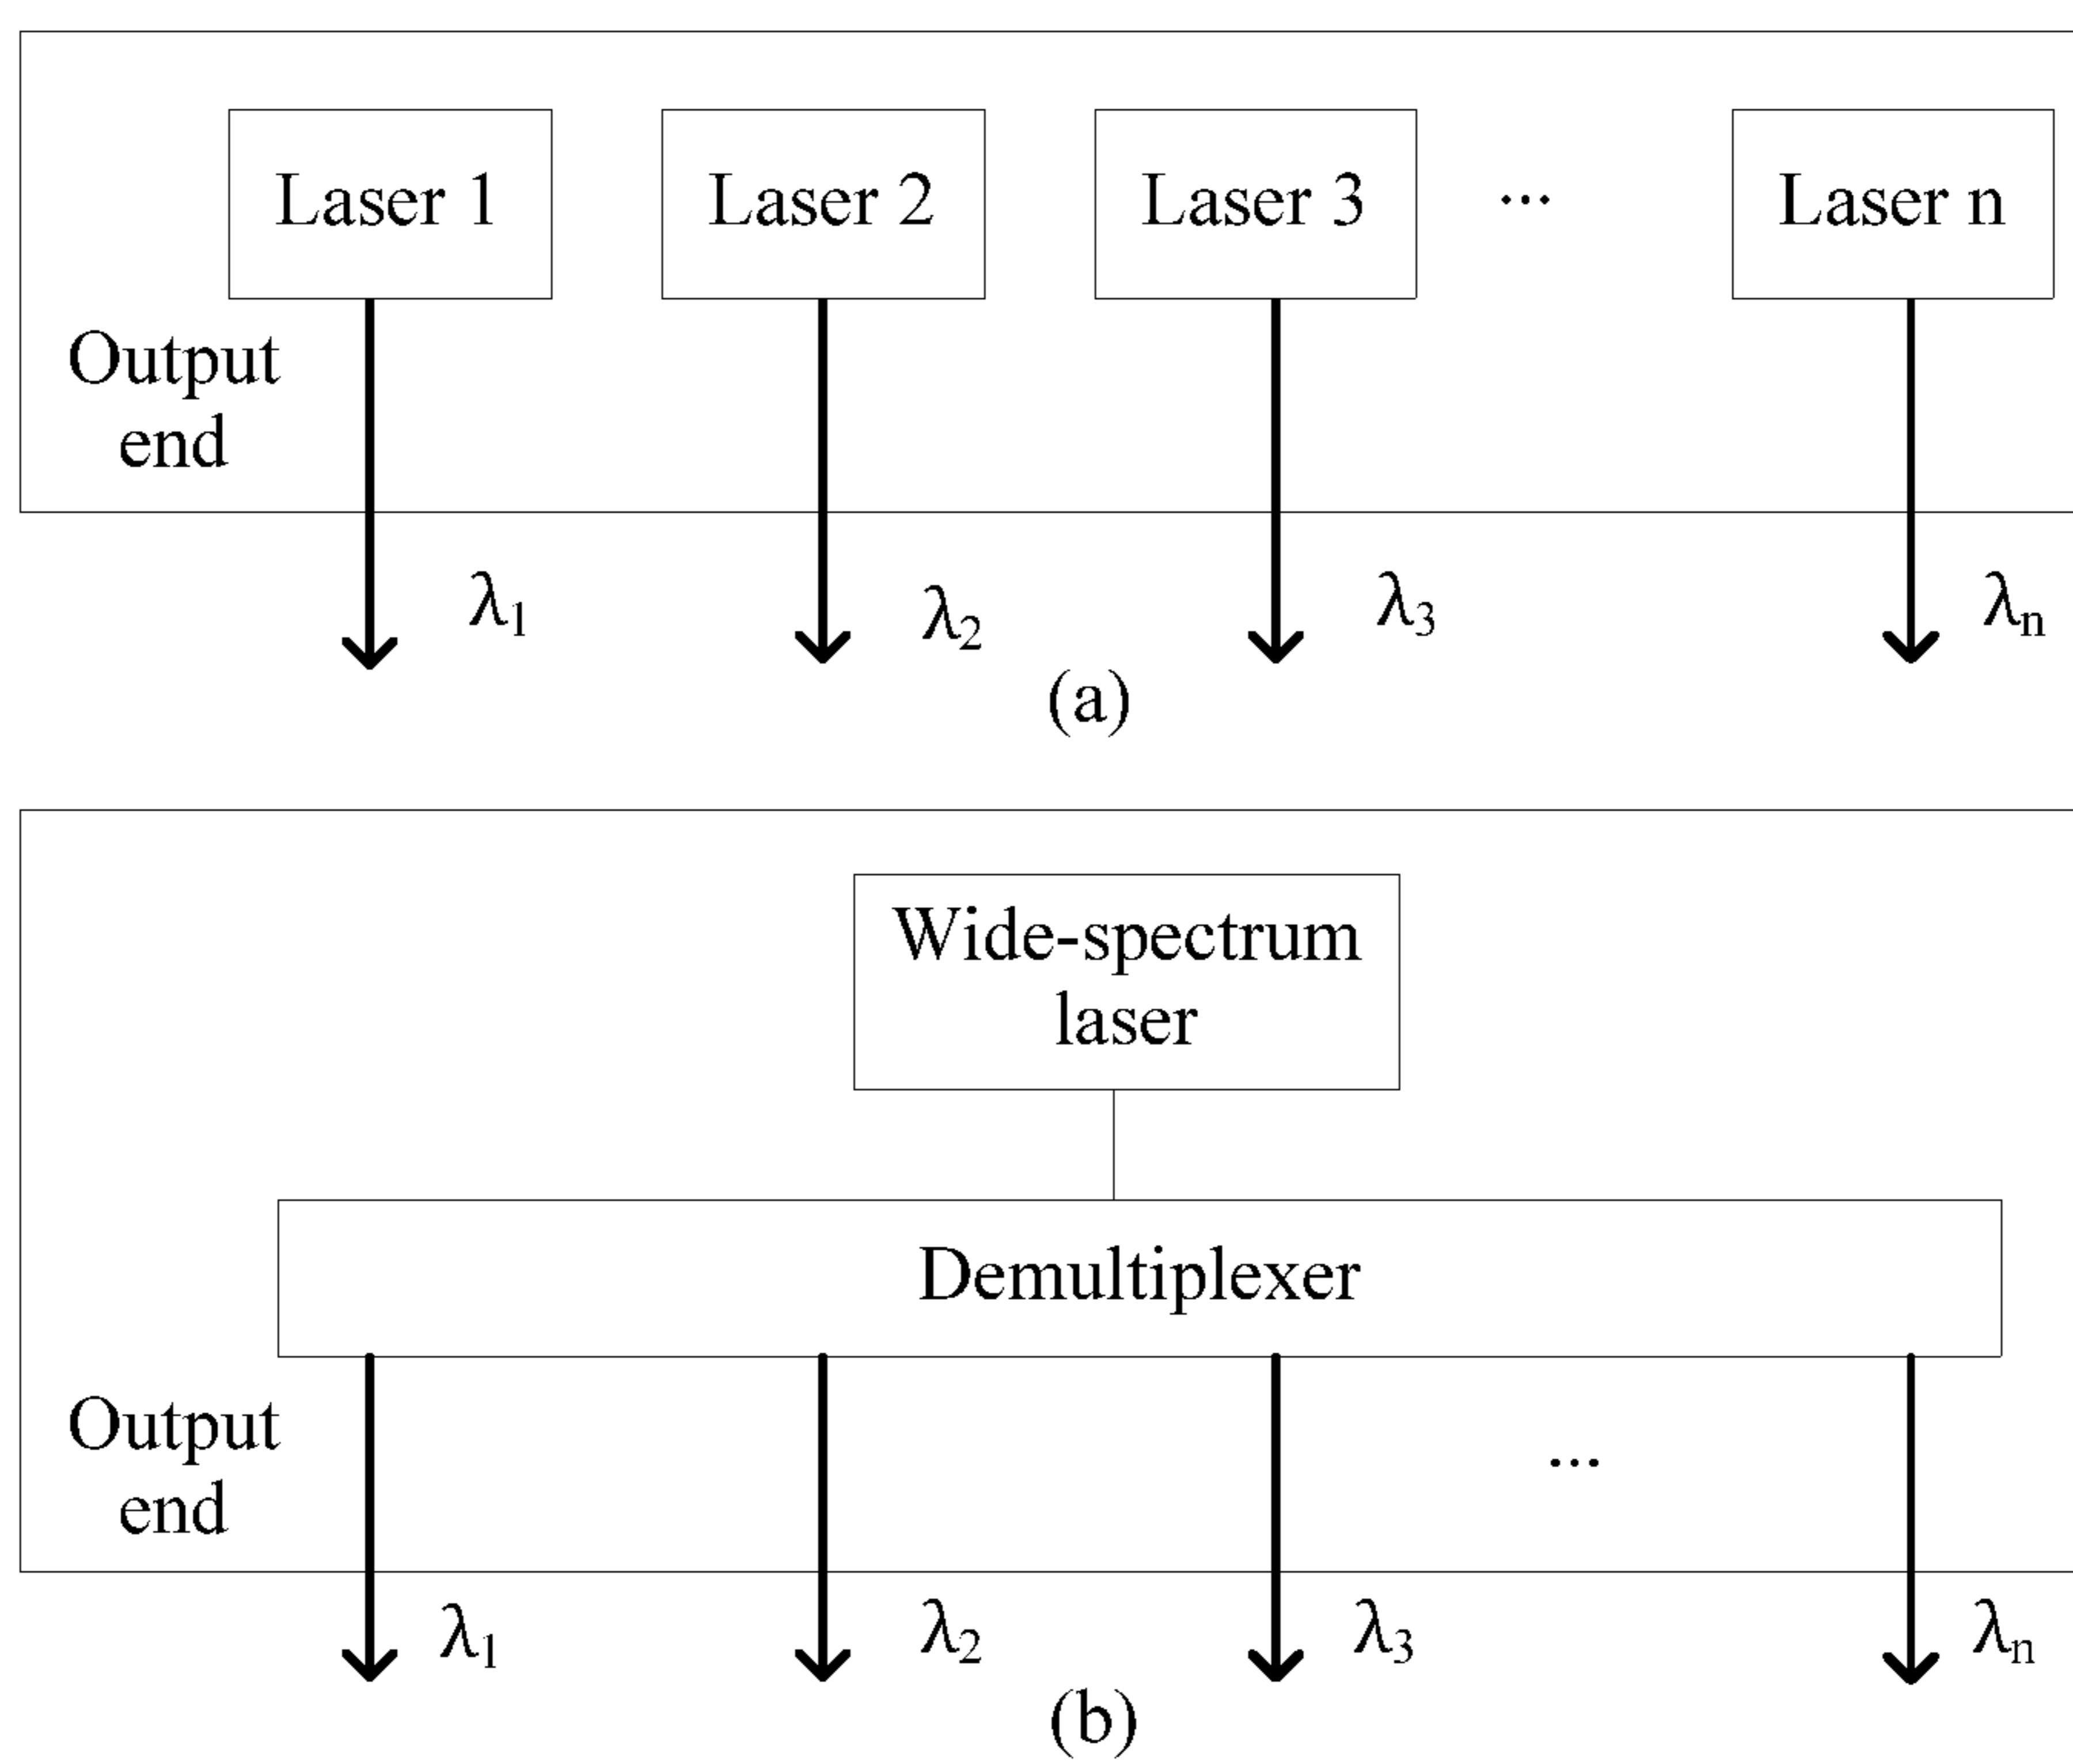 Laser 1 Laser 2 Laser 3 ... Laser n
Output
end
λ1 λ2 λ3 λn
(a)
Wide-spectrum
laser
Demultiplexer
Output
end
...
λ1 λ2 λ3 λn
(b)